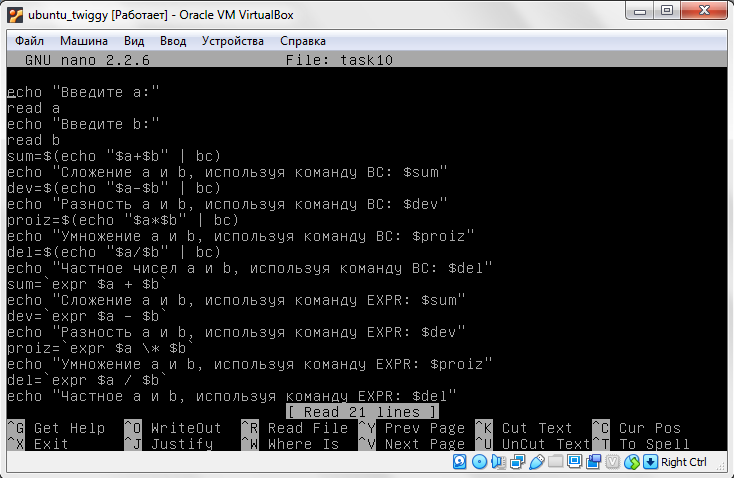 ubuntu_twiggy [Работает] - Oracle VM VirtualBox
Файл Машина Вид Ввод Устройства Справка
GNU nano 2.2.6 File: task10
echo "Введите a:"
read a
echo "Введите b:"
read b
sum=$(echo "$a+$b" | bc)
echo "Сложение a и b, используя команду BC: $sum"
dev=$(echo "$a-$b" | bc)
echo "Разность a и b, используя команду BC: $dev"
proiz=$(echo "$a*$b" | bc)
echo "Умножение a и b, используя команду BC: $proiz"
del=$(echo "$a/$b" | bc)
echo "Частное чисел a и b, используя команду BC: $del"
sum=`expr $a + $b`
echo "Сложение a и b, используя команду EXPR: $sum"
dev=`expr $a - $b`
echo "Разность a и b, используя команду EXPR: $dev"
proiz=`expr $a \* $b`
echo "Умножение a и b, используя команду EXPR: $proiz"
del=`expr $a / $b`
echo "Частное a и b, используя команду EXPR: $del"
[ Read 21 lines ]
^G Get Help ^O WriteOut ^R Read File ^Y Prev Page ^K Cut Text ^C Cur Pos
^X Exit ^J Justify ^W Where Is ^V Next Page ^U UnCut Text ^T To Spell
Right Ctrl